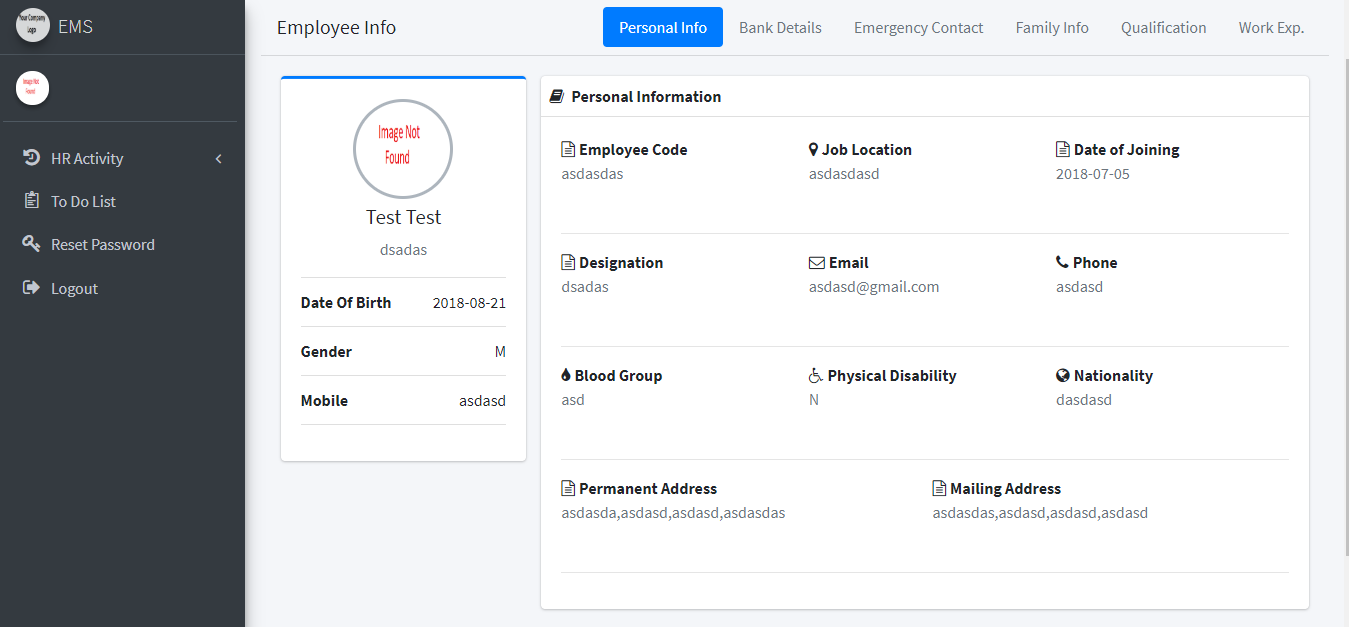 Your Company
Logo
EMS
Image Not
Found
HR Activity
To Do List
Reset Password
Logout
Employee Info
Personal Info
Bank Details
Emergency Contact
Family Info
Qualification
Work Exp.
Image Not
Found
Test Test
dsadas
Date Of Birth 2018-08-21
Gender M
Mobile asdasd
Personal Information
Employee Code
asdasdas
Job Location
asdasdasd
Date of Joining
2018-07-05
Designation
dsadas
Email
asdasd@gmail.com
Phone
asdasd
Blood Group
asd
Physical Disability
N
Nationality
dasdasd
Permanent Address
asdasda,asdasd,asdasd,asdasdas
Mailing Address
asdasdas,asdasd,asdasd,asdasd